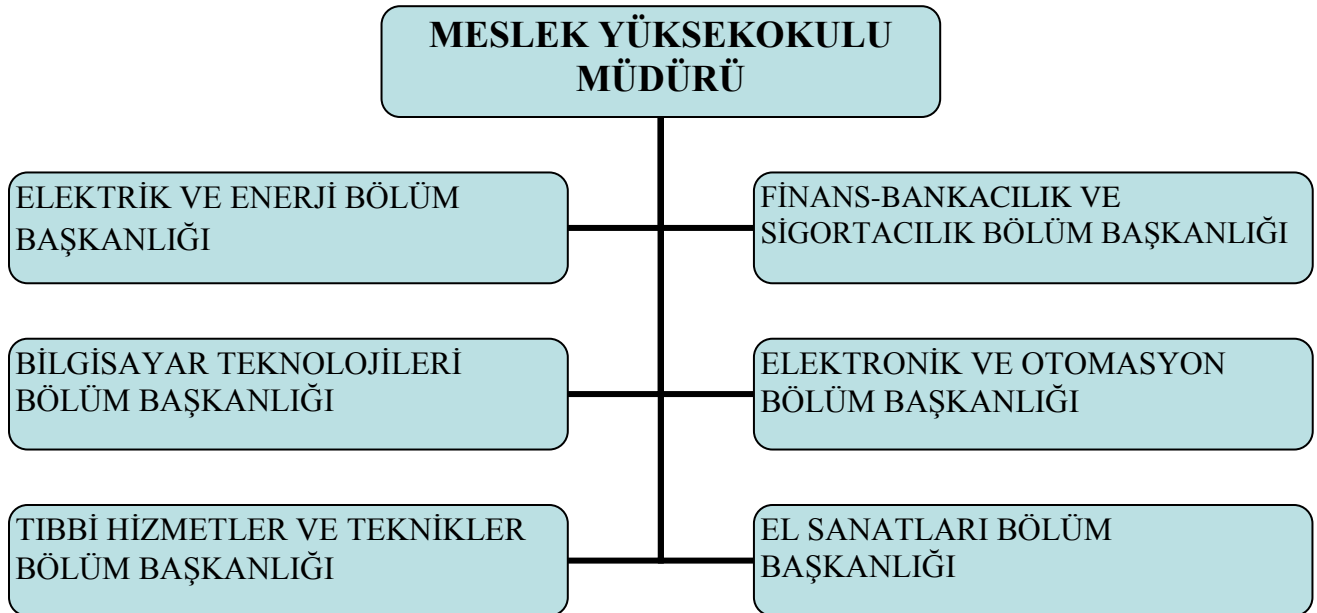 MESLEK YÜKSEKOKULU
MÜDÜRÜ
ELEKTRİK VE ENERJİ BÖLÜM
BAŞKANLIĞI
FİNANS-BANKACILIK VE
SİGORTACILIK BÖLÜM BAŞKANLIĞI
BİLGİSAYAR TEKNOLOJİLERİ
BÖLÜM BAŞKANLIĞI
ELEKTRONİK VE OTOMASYON
BÖLÜM BAŞKANLIĞI
TIBBİ HİZMETLER VE TEKNİKLER
BÖLÜM BAŞKANLIĞI
EL SANATLARI BÖLÜM
BAŞKANLIĞI